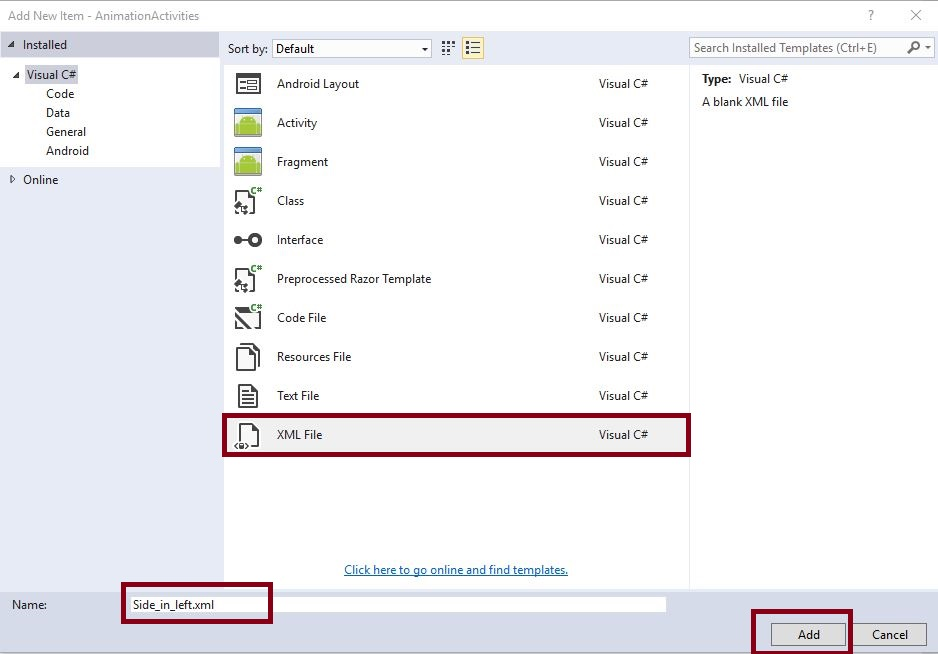 Add New Item - AnimationActivities
?
Installed
Sort by: Default
Search Installed Templates (Ctrl+E)
Visual C#
Code
Data
General
Android
Online
Android Layout Visual C#
Activity Visual C#
Fragment Visual C#
C#
Class Visual C#
Interface Visual C#
C#
Preprocessed Razor Template Visual C#
C#
Code File Visual C#
Resources File Visual C#
Text File Visual C#
XML File Visual C#
Type: Visual C#
A blank XML file
Click here to go online and find templates.
Name: Side_in_left.xml
Add Cancel